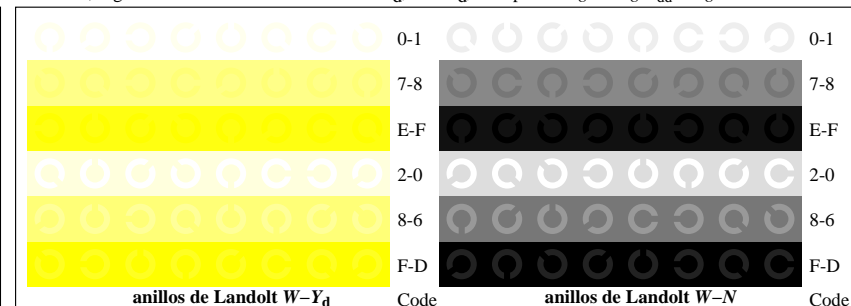 0-1 0-1
7-8 7-8
E-F E-F
2-0 2-0
8-6 8-6
F-D F-D
anillos de Landolt W–Yd Code anillos de Landolt W–N Code